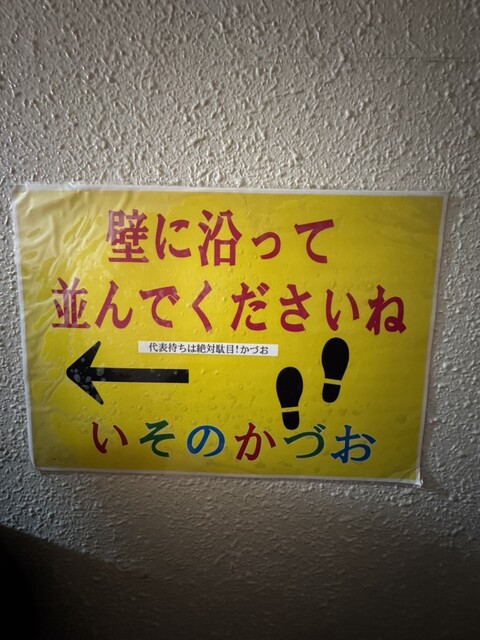 壁に沿って
並んでくださいね
代表待ちは絶対駄目!かづお
いそのかづお